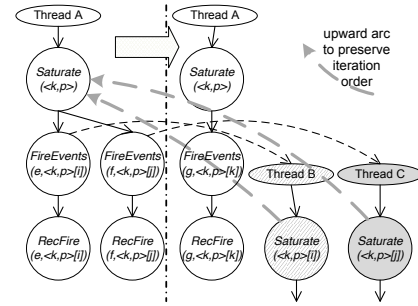 Thread A
Thread A
upward arc
to preserve
iteration
order
Saturate
(<k,p>)
Saturate
(<k,p>)
FireEvents
(e,<k,p>[i])
FireEvents
(f,<k,p>[j])
FireEvents
(g,<k,p>[k])
Thread B
Thread C
RecFire
(e,<k,p>[i])
RecFire
(f,<k,p>[j])
RecFire
(g,<k,p>[k])
Saturate
(<k,p>[i])
Saturate
(<k,p>[j])